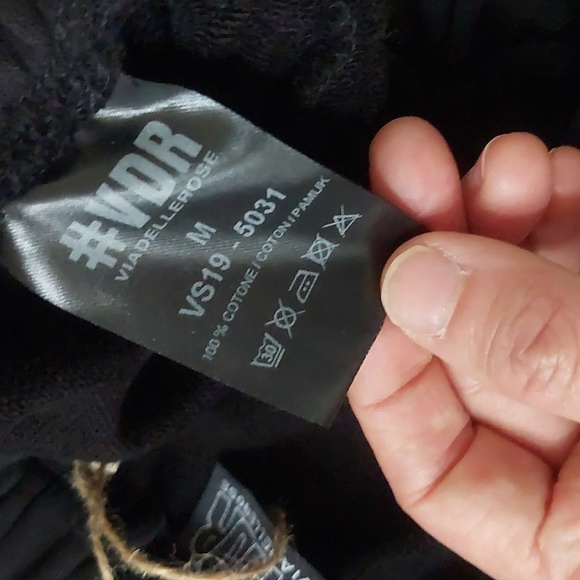 #VDR
VIADELLEROSE
M
VS19 - 5031
100 % COTONE / COTON / PAMUK
30